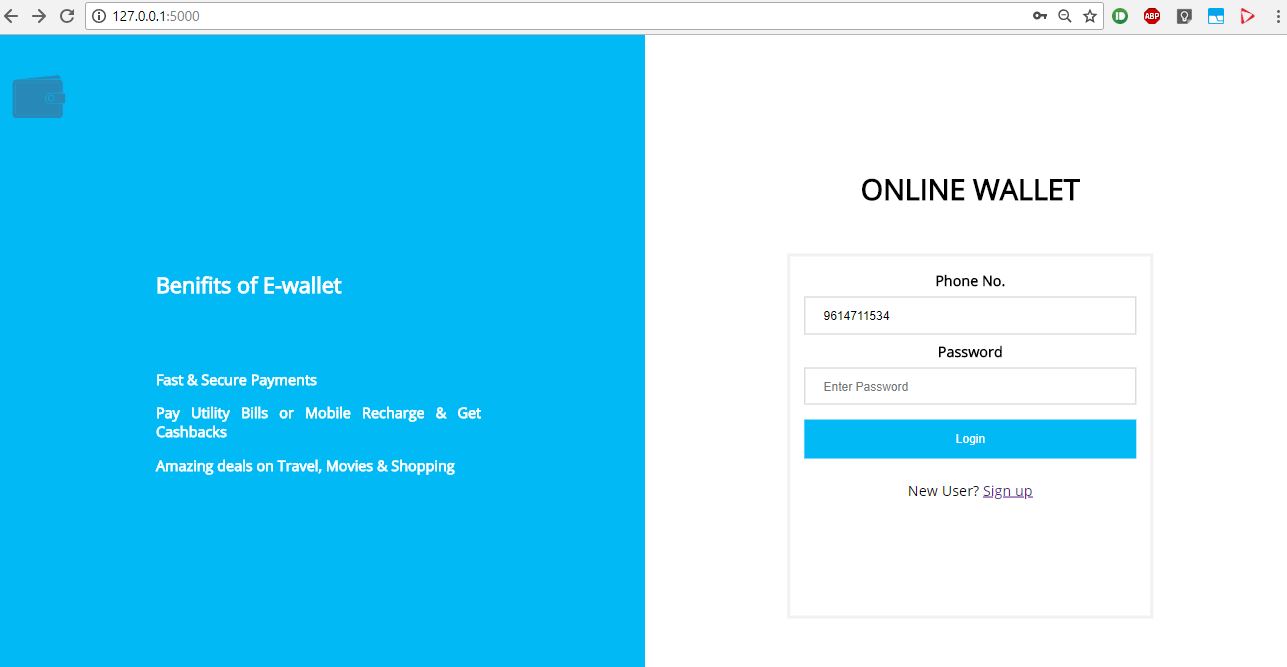 127.0.0.1:5000
ABP
Benifits of E-wallet
Fast & Secure Payments
Pay Utility Bills or Mobile Recharge & Get
Cashbacks
Amazing deals on Travel, Movies & Shopping
ONLINE WALLET
Phone No.
9614711534
Password
Enter Password
Login
New User? Sign up